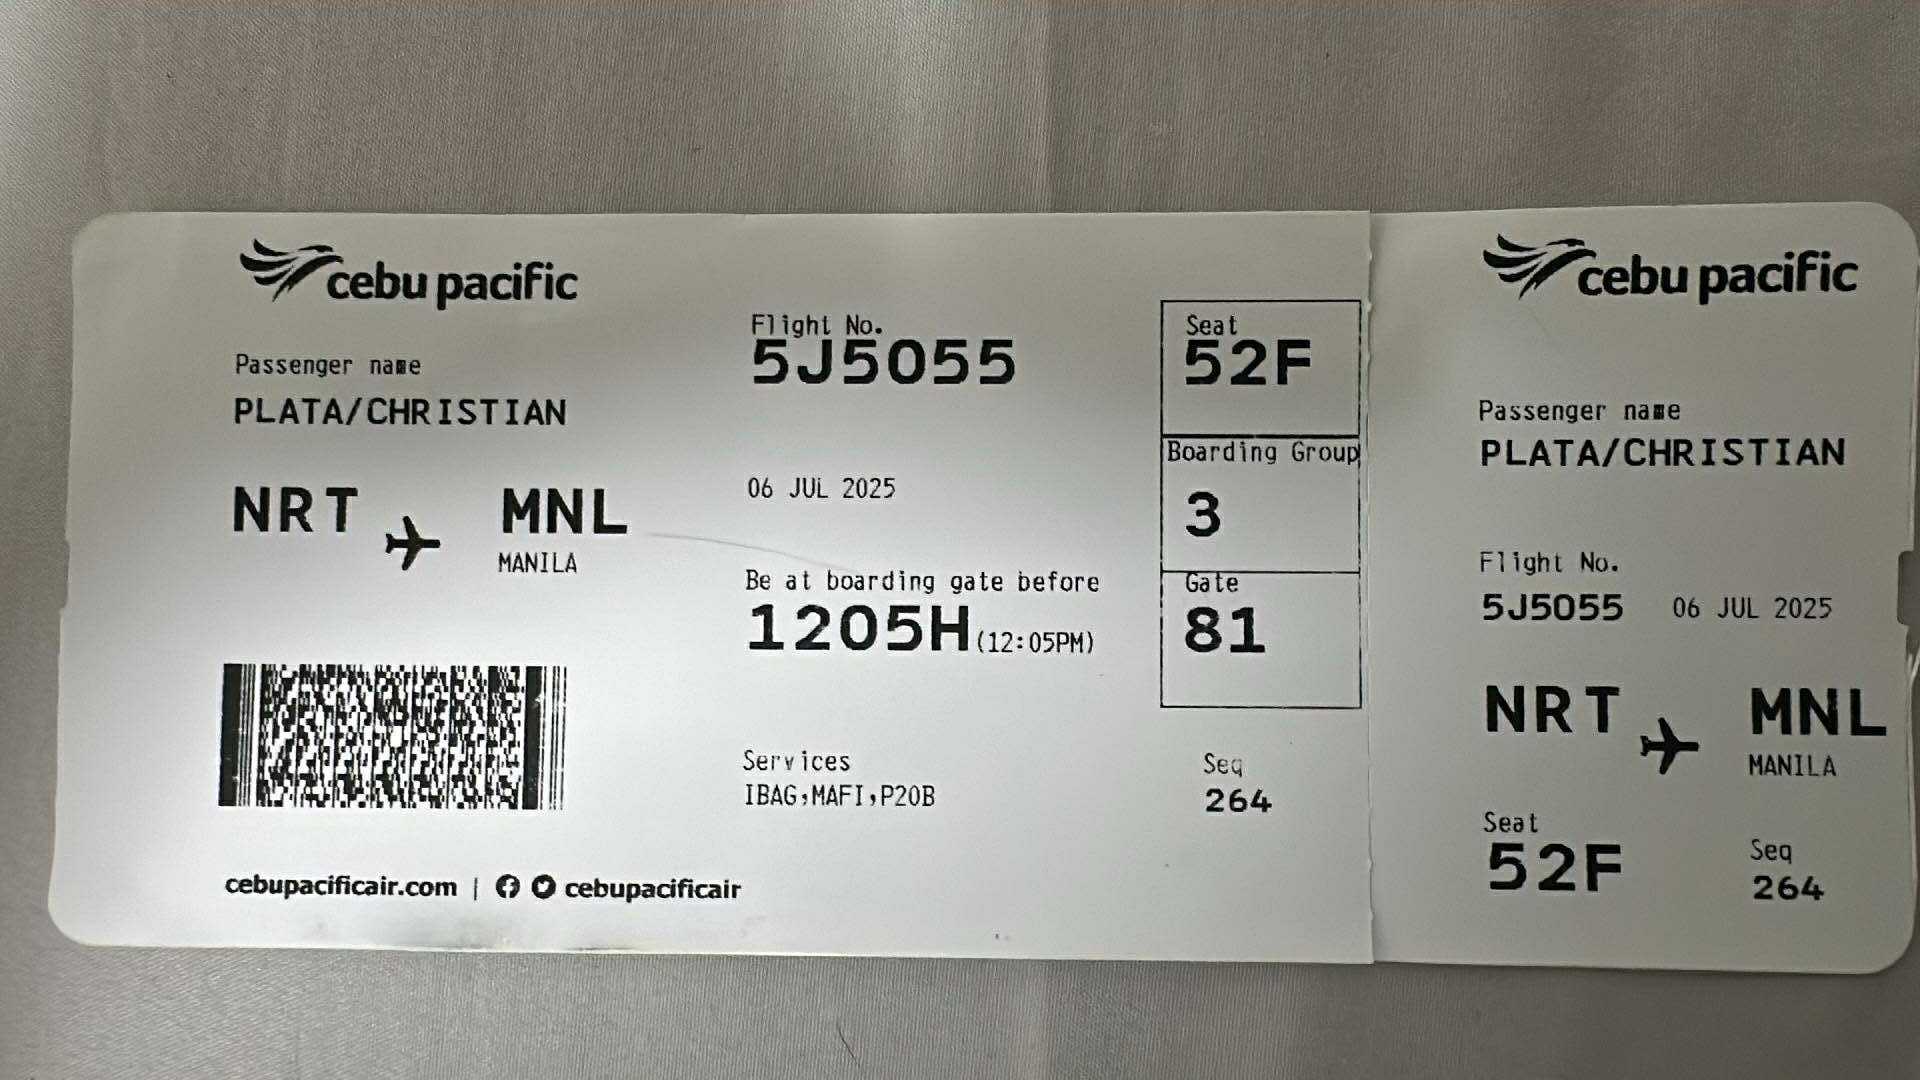 cebu pacific
Passenger name
PLATA/CHRISTIAN
NRT MNL
MANILA
cebupacificair.com | cebupacificair
Flight No.
5J5055
06 JUL 2025
Be at boarding gate before
1205H (12:05PM)
Services
IBAG,MAFI,P20B
Seat
52F
Boarding Group
3
Gate
81
Seq
264
cebu pacific
Passenger name
PLATA/CHRISTIAN
Flight No.
5J5055 06 JUL 2025
NRT MNL
MANILA
Seat
52F
Seq
264